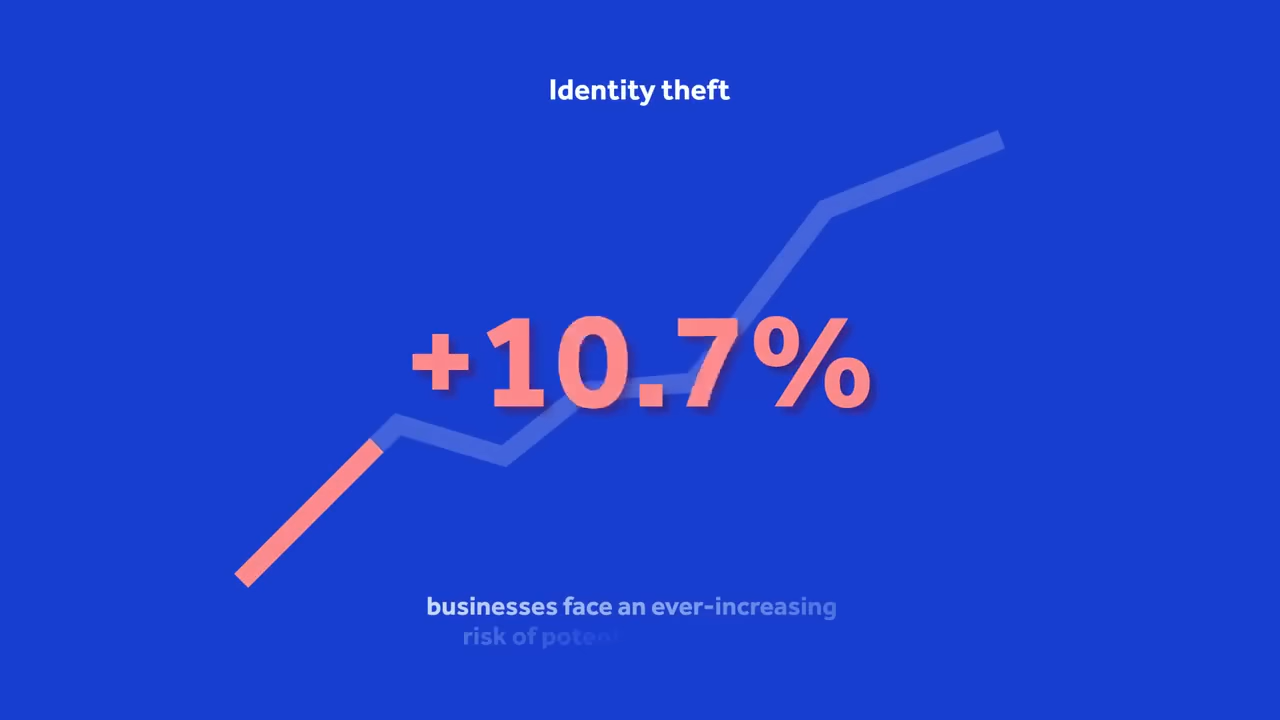 Identity theft
+10.7%
businesses face an ever-increasing
risk of